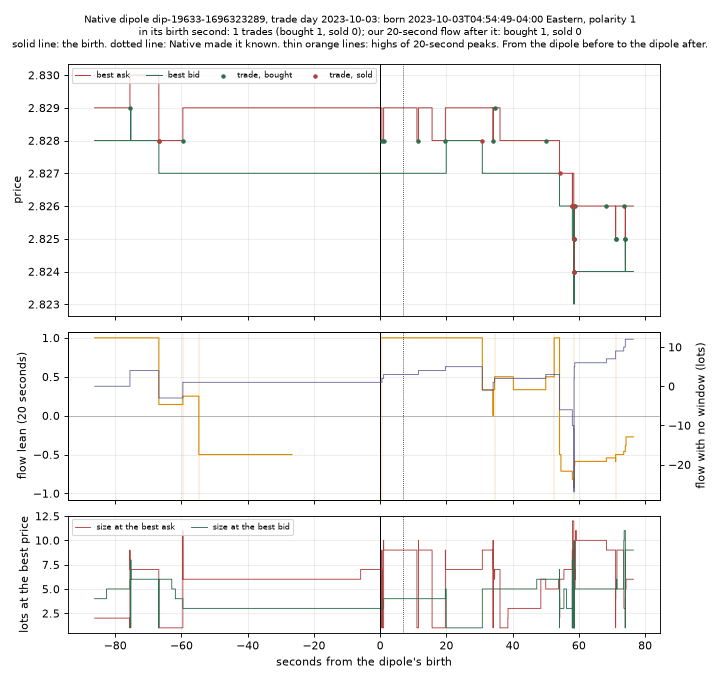 Native dipole dip-19633-1696323289, trade day 2023-10-03: born 2023-10-03T04:54:49-04:00 Eastern, polarity 1
in its birth second: 1 trades (bought 1, sold 0); our 20-second flow after it: bought 1, sold 0
solid line: the birth. dotted line: Native made it known. thin orange lines: highs of 20-second peaks. From the dipole before to the dipole after.
best ask best bid trade, bought trade, sold
2.830
2.829
2.828
2.827
2.826
2.825
2.824
2.823
price
1.0
0.5
0.0
−0.5
−1.0
flow lean (20 seconds)
10
0
−10
−20
flow with no window (lots)
size at the best ask size at the best bid
12.5
10.0
7.5
5.0
2.5
lots at the best price
−80 −60 −40 −20 0 20 40 60 80
seconds from the dipole's birth